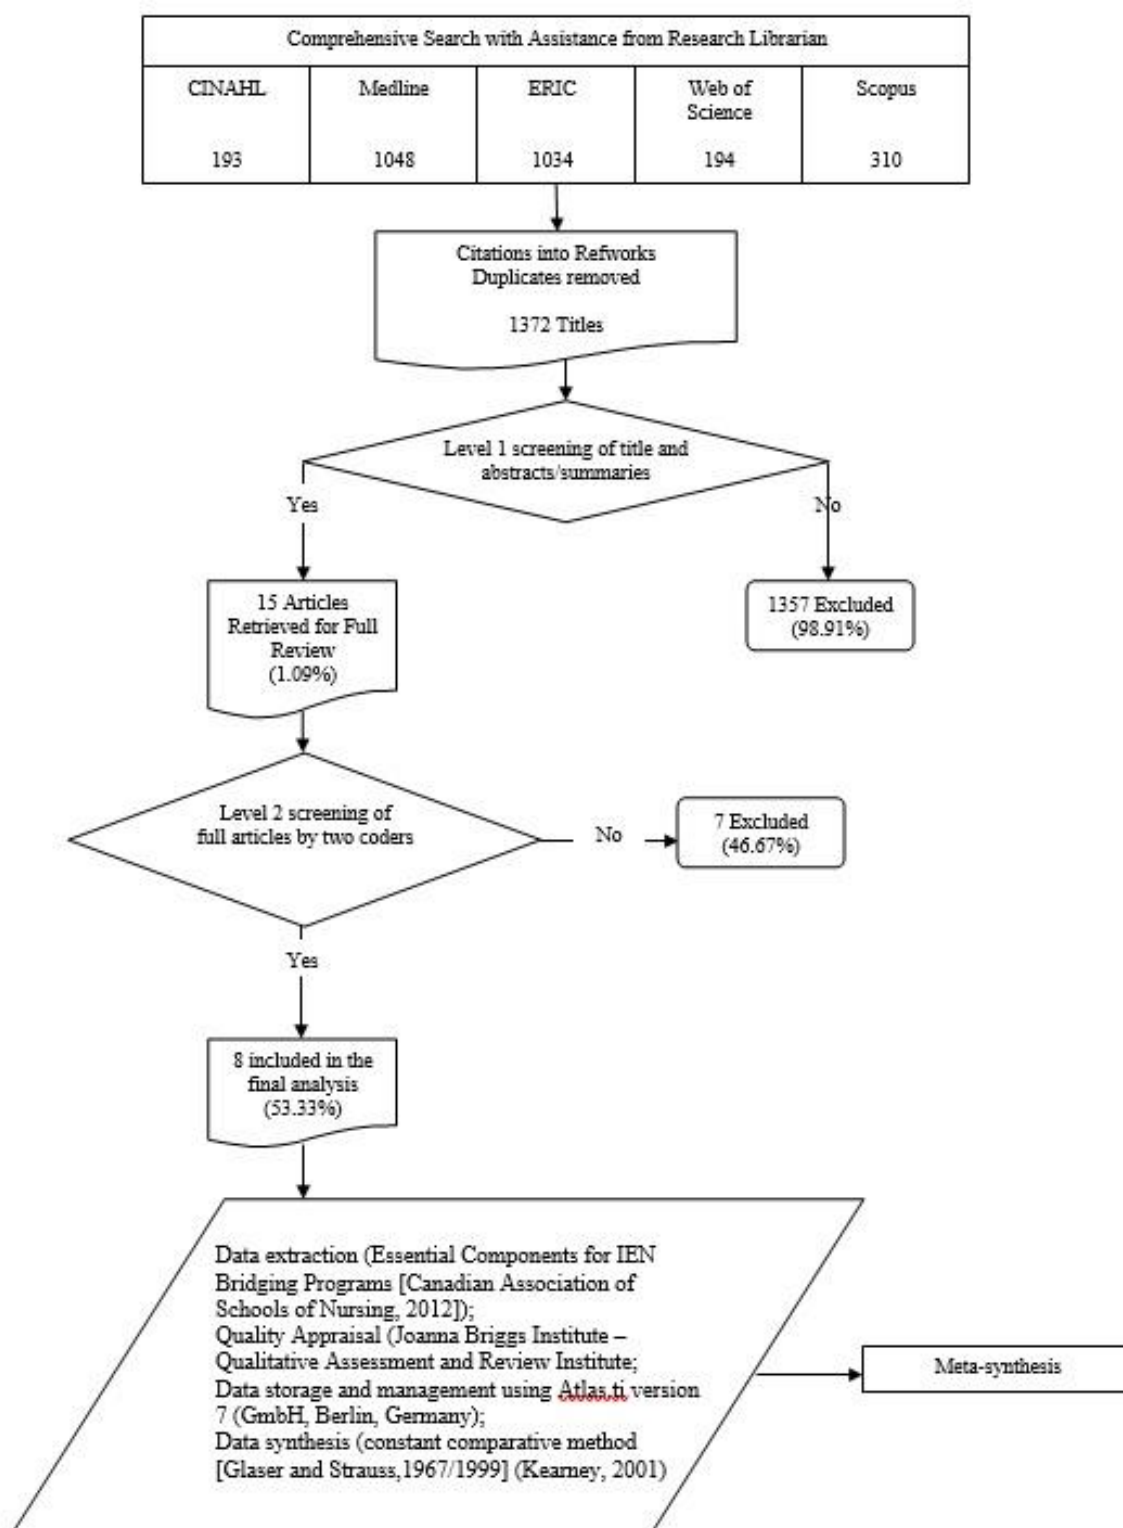 Comprehensive Search with Assistance from Research Librarian
CINAHL
193
Medline
1048
ERIC
1034
Web of
Science
194
Scopus
310
Citations into Refworks
Duplicates removed
1372 Titles
Level 1 screening of title and
abstracts/summaries
Yes
No
15 Articles
Retrieved for Full
Review
(1.09%)
1357 Excluded
(98.91%)
Level 2 screening of
full articles by two coders
No
7 Excluded
(46.67%)
Yes
8 included in the
final analysis
(53.33%)
Data extraction (Essential Components for IEN
Bridging Programs [Canadian Association of
Schools of Nursing, 2012]);
Quality Appraisal (Joanna Briggs Institute –
Qualitative Assessment and Review Institute;
Data storage and management using Atlas.ti version
7 (GmbH, Berlin, Germany);
Data synthesis (constant comparative method
[Glaser and Strauss,1967/1999] (Kearney, 2001)
Meta-synthesis